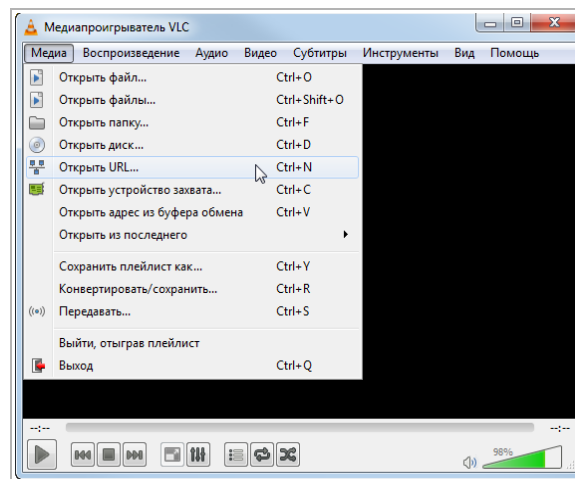 Медиапроигрыватель VLC
Медиа Воспроизведение Аудио Видео Субтитры Инструменты Вид Помощь
Открыть файл... Ctrl+O
Открыть файлы... Ctrl+Shift+O
Открыть папку... Ctrl+F
Открыть диск... Ctrl+D
Открыть URL... Ctrl+N
Открыть устройство захвата... Ctrl+C
Открыть адрес из буфера обмена Ctrl+V
Открыть из последнего
Сохранить плейлист как... Ctrl+Y
Конвертировать/сохранить... Ctrl+R
Передавать... Ctrl+S
Выйти, отыграв плейлист
Выход Ctrl+Q
--:-- --:--
98%